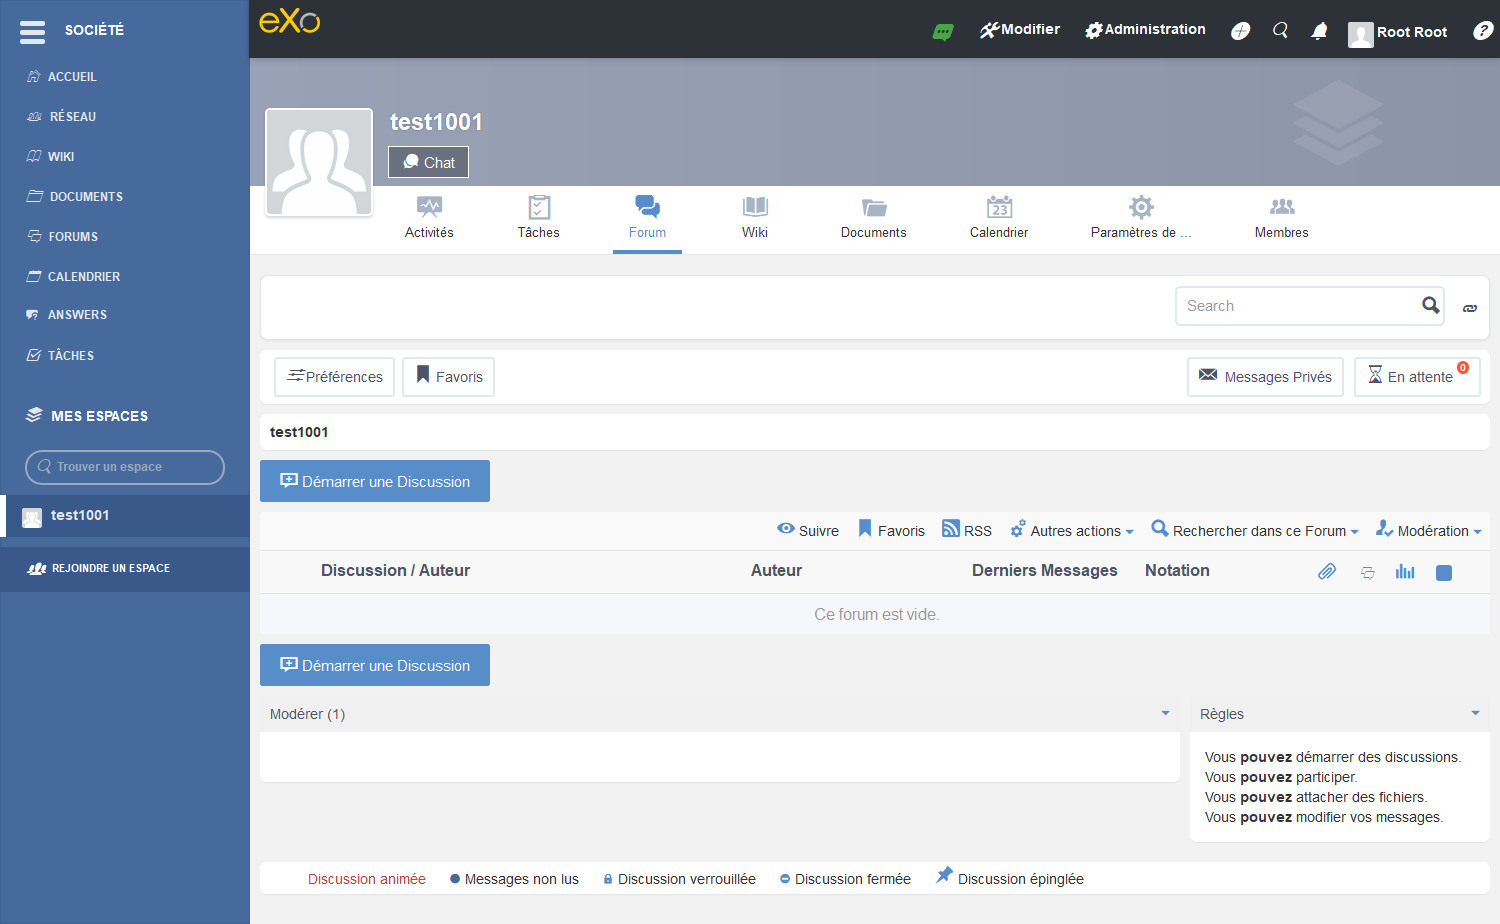 SOCIÉTÉ
eXo
Modifier
Administration
Root Root
?
ACCUEIL
RÉSEAU
WIKI
DOCUMENTS
FORUMS
CALENDRIER
ANSWERS
TÂCHES
MES ESPACES
Trouver un espace
test1001
REJOINDRE UN ESPACE
test1001
Chat
Activités
Tâches
Forum
Wiki
Documents
23
Calendrier
Paramètres de ...
Membres
Search
Préférences
Favoris
Messages Privés
En attente
0
test1001
Démarrer une Discussion
Suivre
Favoris
RSS
Autres actions
Rechercher dans ce Forum
Modération
Discussion / Auteur
Auteur
Derniers Messages
Notation
Ce forum est vide.
Démarrer une Discussion
Modérer (1)
Règles
Vous pouvez démarrer des discussions.
Vous pouvez participer.
Vous pouvez attacher des fichiers.
Vous pouvez modifier vos messages.
Discussion animée
Messages non lus
Discussion verrouillée
Discussion fermée
Discussion épinglée